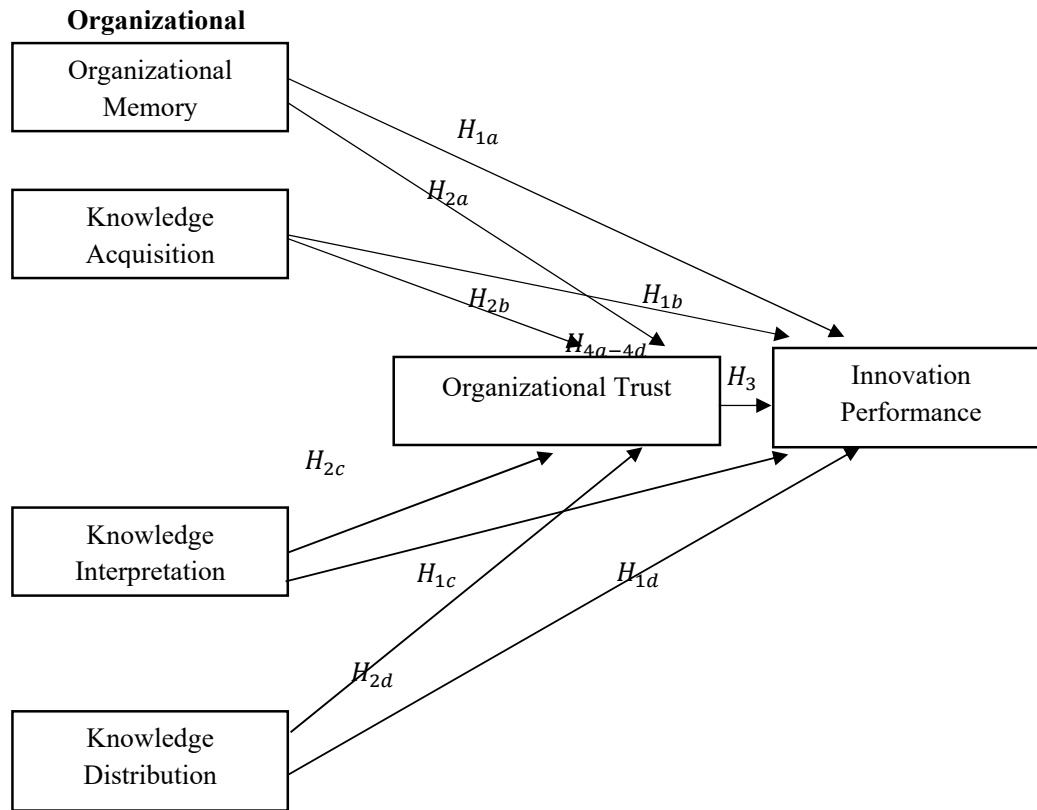 Organizational
Organizational
Memory
H1a
H2a
Knowledge
Acquisition
H2b
H1b
H4a−4d
Organizational Trust
H3
Innovation
Performance
H2c
Knowledge
Interpretation
H1c
H1d
H2d
Knowledge
Distribution